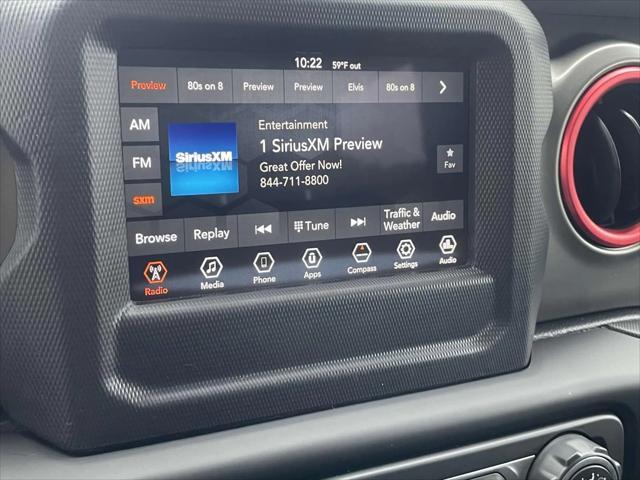 10:22 59°F out
Preview 80s on 8 Preview Preview Elvis 80s on 8
AM
FM
sxm
SiriusXM
Entertainment
1 SiriusXM Preview
Great Offer Now!
844-711-8800
Fav
Browse Replay Tune Traffic & Weather Audio
Radio Media Phone Apps Compass Settings Audio